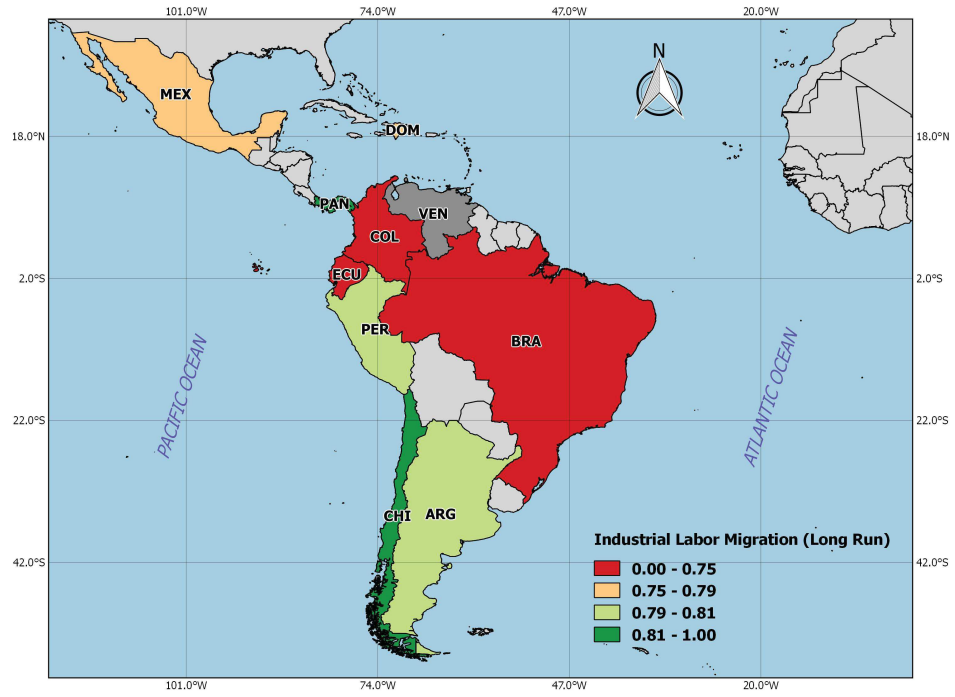 101.0°W 74.0°W 47.0°W 20.0°W
N
MEX
18.0°N DOM 18.0°N
PAN
VEN
COL
2.0°S ECU 2.0°S
PER
BRA
PACIFIC OCEAN
ATLANTIC OCEAN
22.0°S 22.0°S
CHI ARG
Industrial Labor Migration (Long Run)
42.0°S 42.0°S
0.00 - 0.75
0.75 - 0.79
0.79 - 0.81
0.81 - 1.00
101.0°W 74.0°W 47.0°W 20.0°W